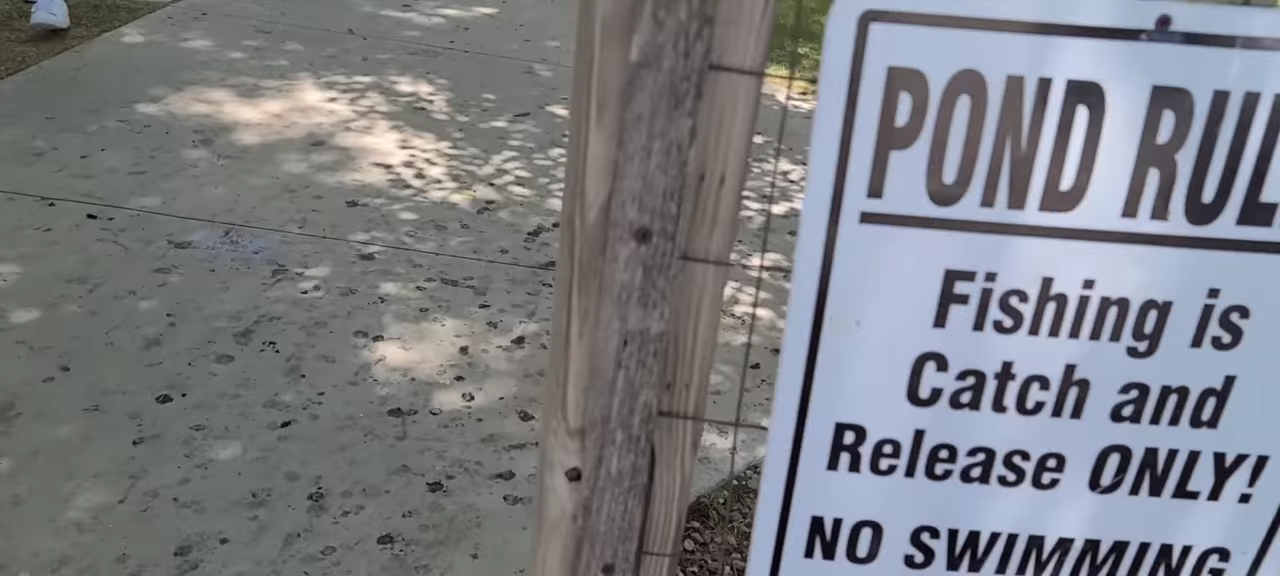 POND RUL
Fishing is
Catch and
Release ONLY!
NO SWIMMING